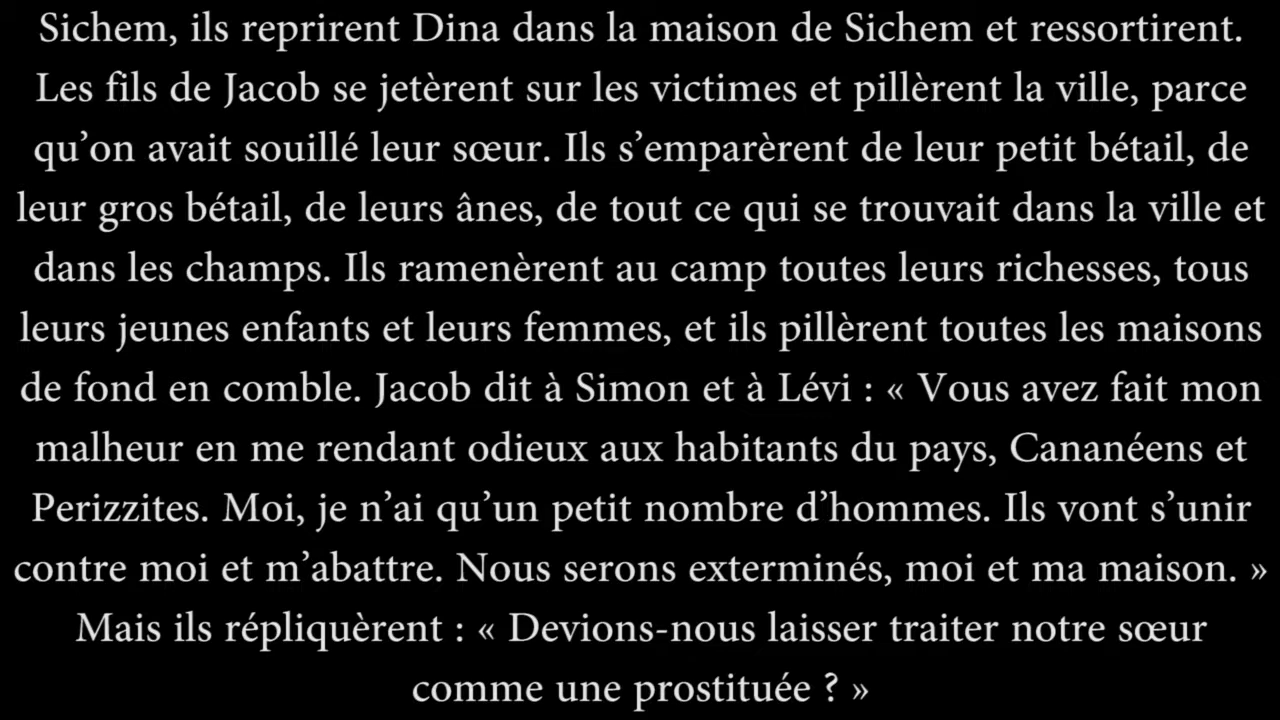 Sichem, ils reprirent Dina dans la maison de Sichem et ressortirent.
Les fils de Jacob se jetèrent sur les victimes et pillèrent la ville, parce
qu’on avait souillé leur sœur. Ils s’emparèrent de leur petit bétail, de
leur gros bétail, de leurs ânes, de tout ce qui se trouvait dans la ville et
dans les champs. Ils ramenèrent au camp toutes leurs richesses, tous
leurs jeunes enfants et leurs femmes, et ils pillèrent toutes les maisons
de fond en comble. Jacob dit à Simon et à Lévi : « Vous avez fait mon
malheur en me rendant odieux aux habitants du pays, Cananéens et
Perizzites. Moi, je n’ai qu’un petit nombre d’hommes. Ils vont s’unir
contre moi et m’abattre. Nous serons exterminés, moi et ma maison. »
Mais ils répliquèrent : « Devions-nous laisser traiter notre sœur
comme une prostituée ? »